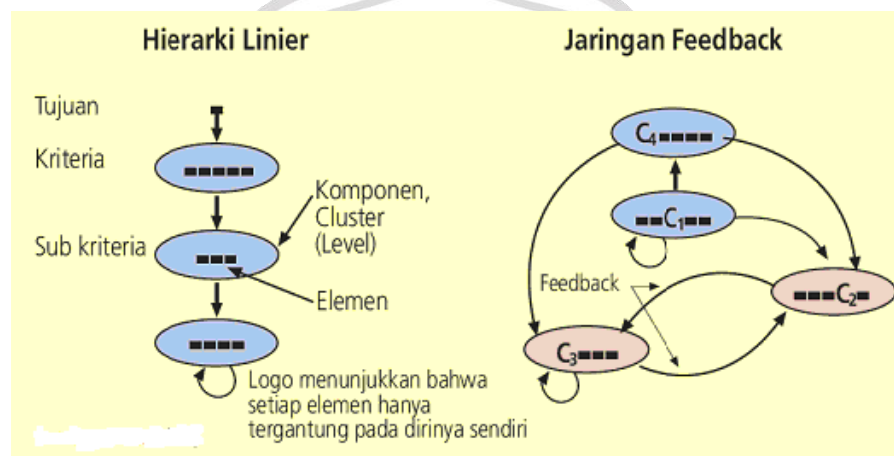 Hierarki Linier
Tujuan
Kriteria
Sub kriteria
Komponen,
Cluster
(Level)
Elemen
Logo menunjukkan bahwa
setiap elemen hanya
tergantung pada dirinya sendiri
Jaringan Feedback
C4
C1
Feedback
C2
C3